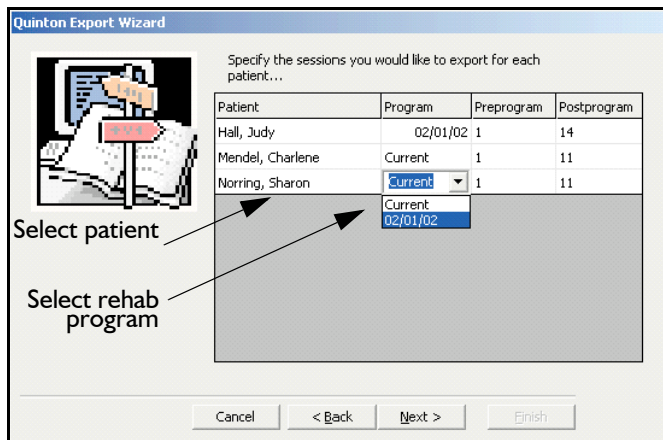 Quinton Export Wizard
Specify the sessions you would like to export for each
patient...
Patient Program Preprogram Postprogram
Hall, Judy 02/01/02 1 14
Mendel, Charlene Current 1 11
Norring, Sharon Current 1 11
Current
02/01/02
Select patient
Select rehab
program
Cancel < Back Next > Finish